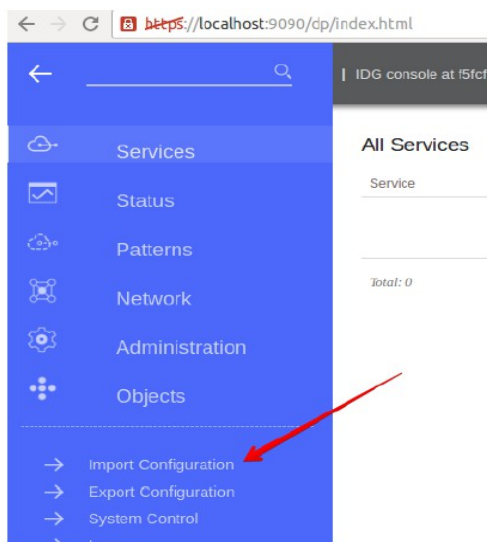 https://localhost:9090/dp/index.html
IDG console at f5fcf
Services
Status
Patterns
Network
Administration
Objects
Import Configuration
Export Configuration
System Control
All Services
Service
Total: 0